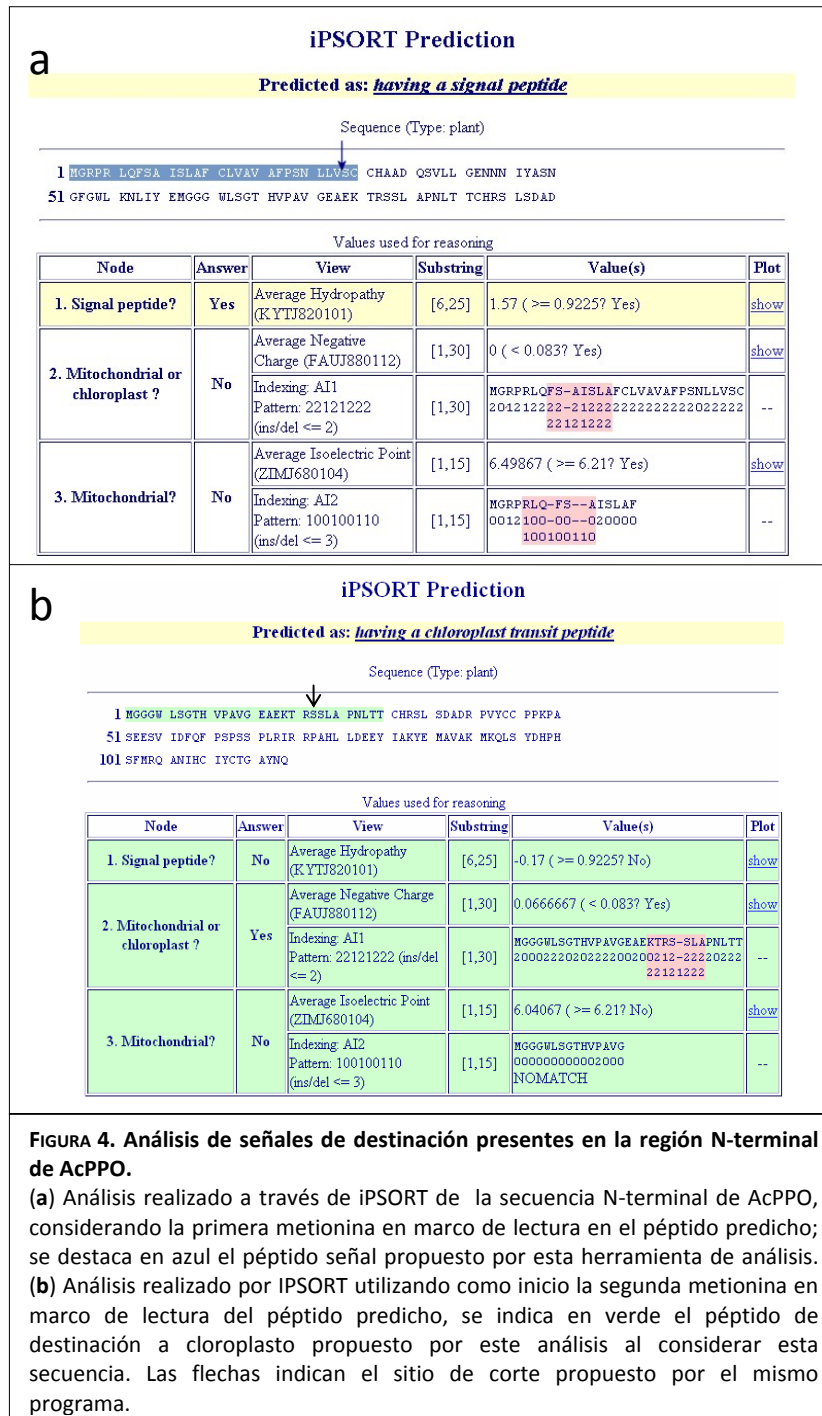 a
iPSORT Prediction
Predicted as: having a signal peptide
Sequence (Type: plant)
1 MGRPR LQFSA ISLAF CLVAV AFPSN LLVSC CHAAD QSVLL GENNN IYASN
51 GFGWL KNLIY EMGGG WLSGT HVPAV GEAEK TRSSL APNLT TCHRS LSDAD
Values used for reasoning
Node Answer View Substring Value(s) Plot
1. Signal peptide? Yes Average Hydropathy (KYTJ820101) [6,25] 1.57 ( >= 0.9225? Yes) show
2. Mitochondrial or chloroplast ? No Average Negative Charge (FAUJ880112) [1,30] 0 ( < 0.083? Yes) show
Indexing: AI1
Pattern: 22121222
(ins/del <= 2)
[1,30]
MGRPRLQFS-AISLAFCLVAVAFPSNLLVSC
201212222-2122222222222222022222
22121222
--
3. Mitochondrial? No Average Isoelectric Point (ZIMJ680104) [1,15] 6.49867 ( >= 6.21? Yes) show
Indexing: AI2
Pattern: 100100110
(ins/del <= 3)
[1,15]
MGRPRLQ-FS--AISLAF
0012100-00--020000
100100110
--
b
iPSORT Prediction
Predicted as: having a chloroplast transit peptide
Sequence (Type: plant)
1 MGGGW LSGTH VPAVG EAEKT RSSLA PNLTT CHRSL SDADR PVYCC PPKPA
51 SEESV IDFQF PSPSS PLRIR RPAHL LDEEY IAKYE MAVAK MKQLS YDHPH
101 SFMRQ ANIHC IYCTG AYNQ
Values used for reasoning
Node Answer View Substring Value(s) Plot
1. Signal peptide? No Average Hydropathy (KYTJ820101) [6,25] -0.17 ( >= 0.9225? No) show
2. Mitochondrial or chloroplast ? Yes Average Negative Charge (FAUJ880112) [1,30] 0.0666667 ( < 0.083? Yes) show
Indexing: AI1
Pattern: 22121222 (ins/del <= 2)
[1,30]
MGGGWLSGTHVPAVGEAEKTRS-SLAPNLTT
2000222020222200200212-22220222
22121222
--
3. Mitochondrial? No Average Isoelectric Point (ZIMJ680104) [1,15] 6.04067 ( >= 6.21? No) show
Indexing: AI2
Pattern: 100100110
(ins/del <= 3)
[1,15]
MGGGWLSGTHVPAVG
000000000002000
NOMATCH
--
FIGURA 4. Análisis de señales de destinación presentes en la región N-terminal
de AcPPO.
(a) Análisis realizado a través de iPSORT de la secuencia N-terminal de AcPPO,
considerando la primera metionina en marco de lectura en el péptido predicho;
se destaca en azul el péptido señal propuesto por esta herramienta de análisis.
(b) Análisis realizado por IPSORT utilizando como inicio la segunda metionina en
marco de lectura del péptido predicho, se indica en verde el péptido de
destinación a cloroplasto propuesto por este análisis al considerar esta
secuencia. Las flechas indican el sitio de corte propuesto por el mismo
programa.